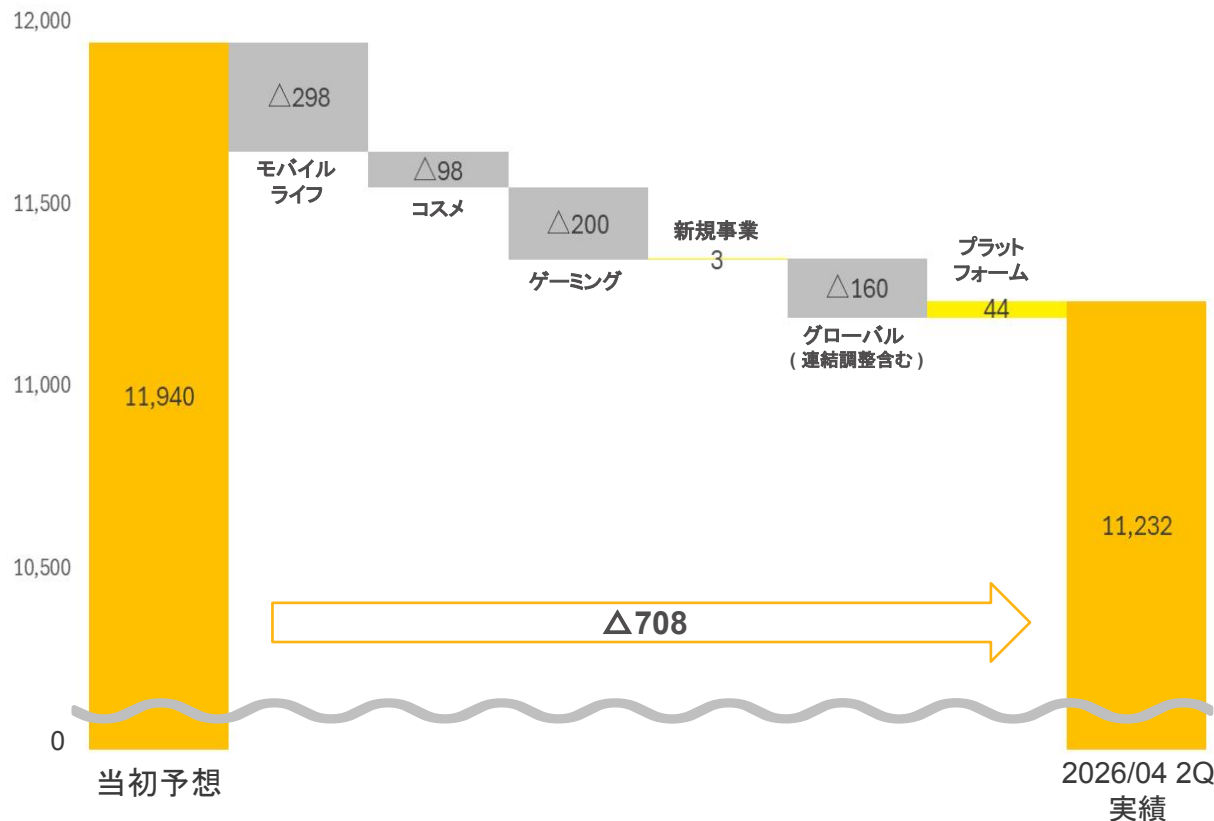 12,000
11,500
11,000
10,500
0
11,940
当初予想
△298
モバイル
ライフ
△98
コスメ
△200
ゲーミング
新規事業
3
△160
グローバル
( 連結調整含む )
プラット
フォーム
44
11,232
△708
2026/04 2Q
実績